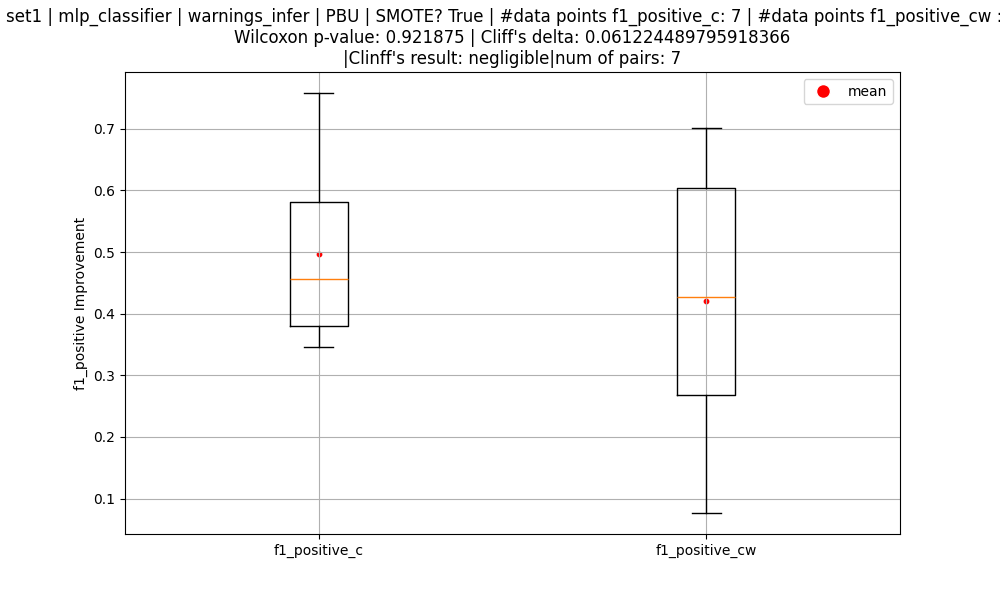 set1 | mlp_classifier | warnings_infer | PBU | SMOTE? True | #data points f1_positive_c: 7 | #data points f1_positive_cw :
Wilcoxon p-value: 0.921875 | Cliff's delta: 0.061224489795918366
|Clinff's result: negligible|num of pairs: 7
mean
0.7
0.6
0.5
0.4
0.3
0.2
0.1
f1_positive Improvement
f1_positive_c
f1_positive_cw